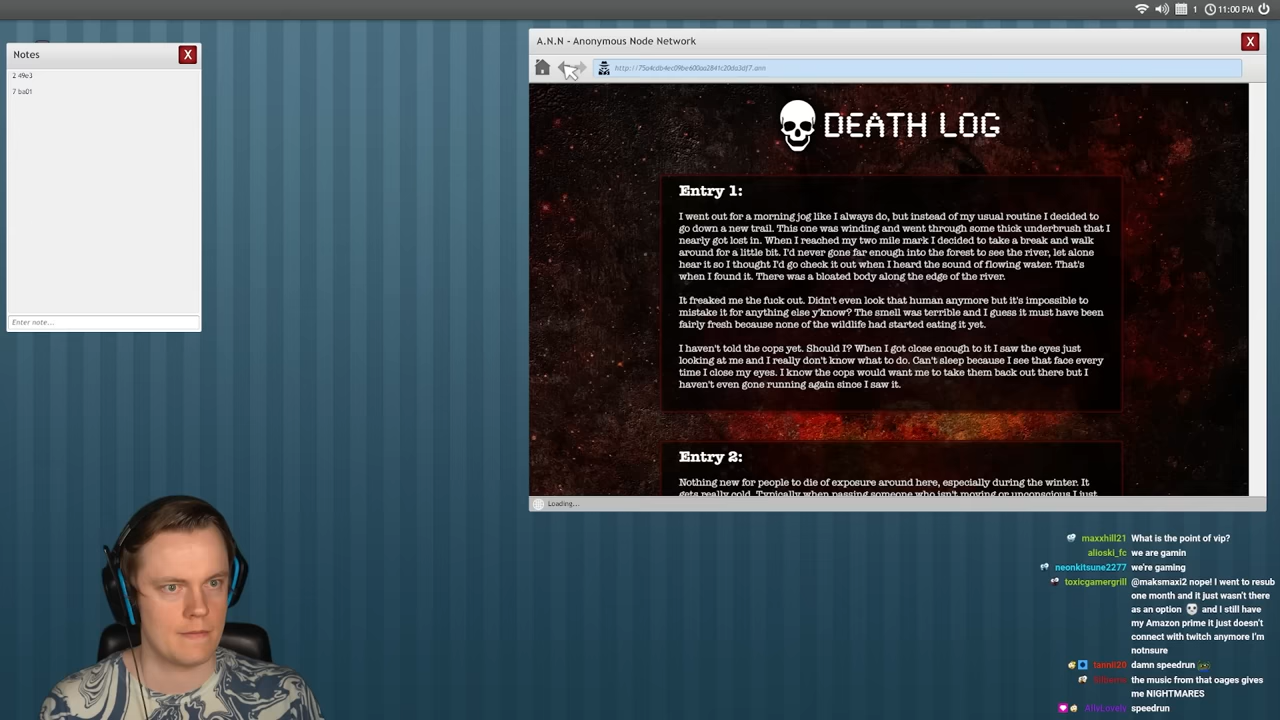 1
11:00 PM
Notes
X
2 49e3
7 ba01
Enter note...
A.N.N - Anonymous Node Network
X
DEATH LOG
Entry 1:
I went out for a morning jog like I always do, but instead of my usual routine I decided to
go down a new trail. This one was winding and went through some thick underbrush that I
nearly got lost in. When I reached my two mile mark I decided to take a break and walk
around for a little bit. I'd never gone far enough into the forest to see the river, let alone
hear it so I thought I'd go check it out when I heard the sound of flowing water. That's
when I found it. There was a bloated body along the edge of the river.
It freaked me the fuck out. Didn't even look that human anymore but it's impossible to
mistake it for anything else y'know? The smell was terrible and I guess it must have been
fairly fresh because none of the wildlife had started eating it yet.
I haven't told the cops yet. Should I? When I got close enough to it I saw the eyes just
looking at me and I really don't know what to do. Can't sleep because I see that face every
time I close my eyes. I know the cops would want me to take them back out there but I
haven't even gone running again since I saw it.
Entry 2:
Nothing new for people to die of exposure around here, especially during the winter. It
gets really cold. Typically when passing someone who isn't moving or unconscious I just
Loading...
maxxhill21 What is the point of vip?
alioski_fc we are gamin
neonkitsune2277 we're gaming
toxicgamergrill @maksmaxi2 nope! I went to resub
one month and it just wasn't there
as an option and I still have
my Amazon prime it just doesn't
connect with twitch anymore I'm
notnsure
damn speedrun
the music from that oages gives
me NIGHTMARES
speedrun